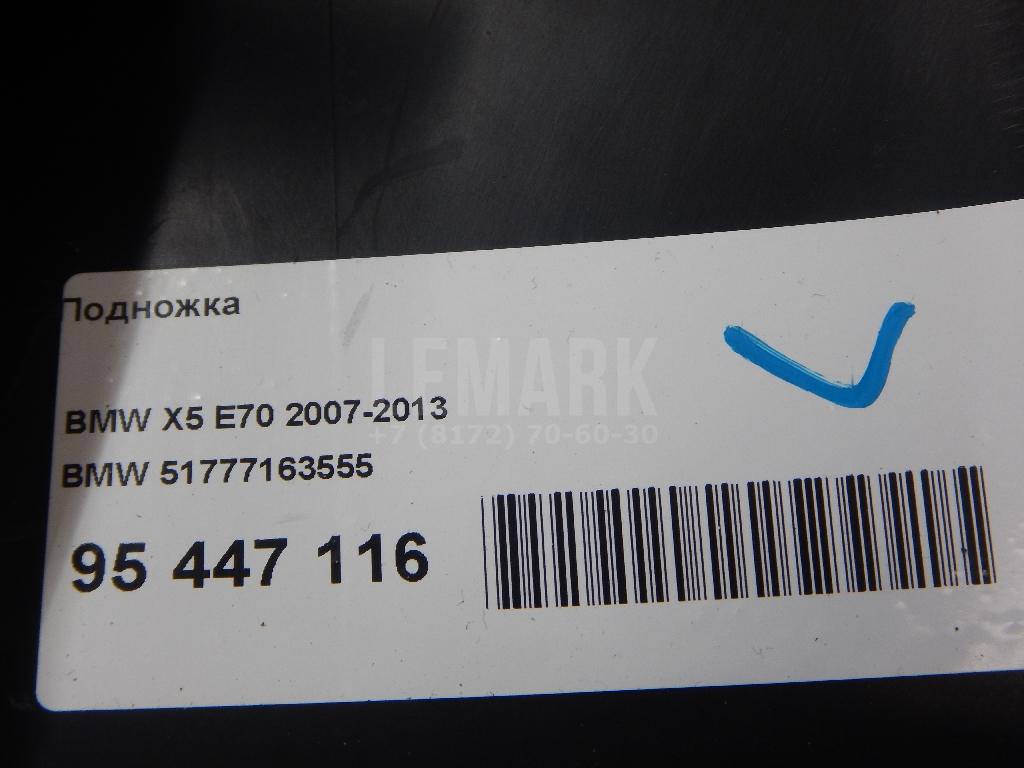 Подножка
LEMARK
+7 (8172) 70-60-30
BMW X5 E70 2007-2013
BMW 51777163555
95 447 116